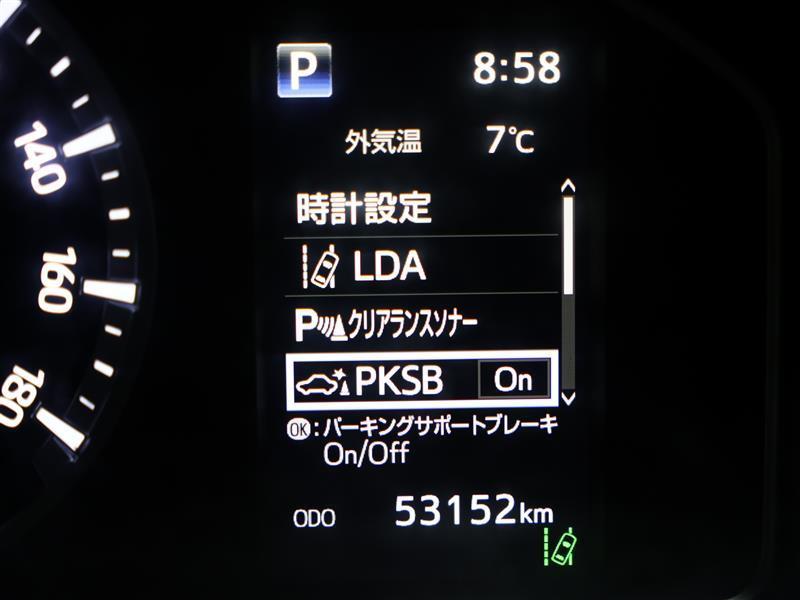 P 8:58
外気温 7℃
時計設定
LDA
Pクリアランスソナー
PKSB On
OK:パーキングサポートブレーキ
On/Off
ODO 53152km
140
160
180